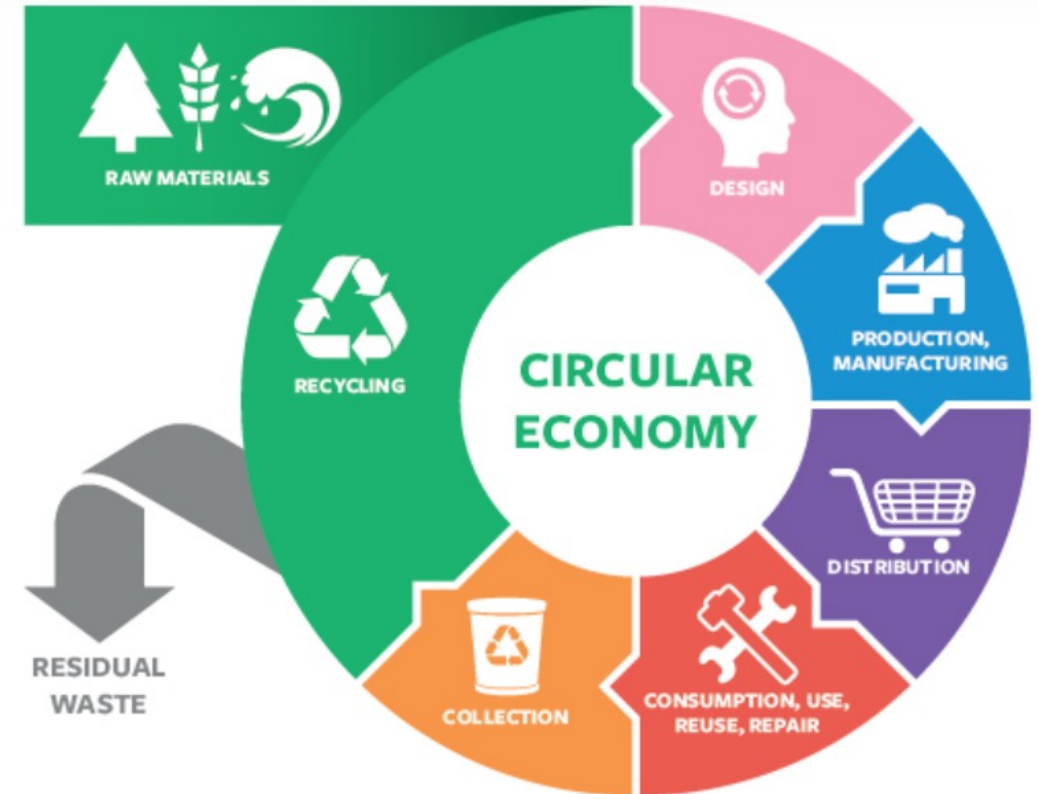 RAW MATERIALS
DESIGN
PRODUCTION,
MANUFACTURING
RECYCLING
CIRCULAR
ECONOMY
DISTRIBUTION
CONSUMPTION, USE,
REUSE, REPAIR
COLLECTION
RESIDUAL
WASTE